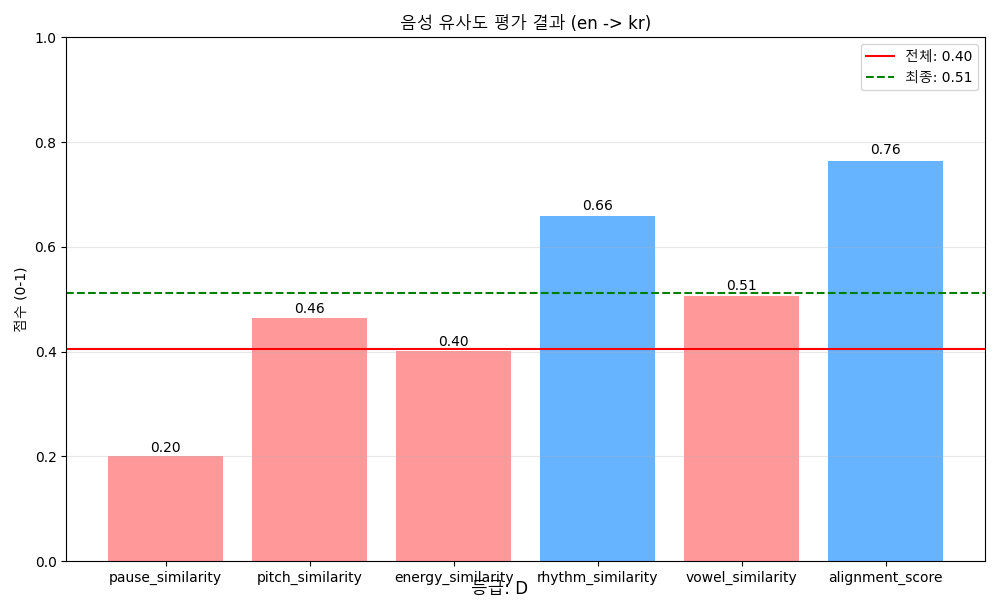 음성 유사도 평가 결과 (en -> kr)
전체: 0.40
최종: 0.51
점수 (0-1)
1.0
0.8
0.6
0.4
0.2
0.0
0.20
0.46
0.40
0.66
0.51
0.76
pause_similarity
pitch_similarity
energy_similarity
rhythm_similarity
vowel_similarity
alignment_score
등급: D